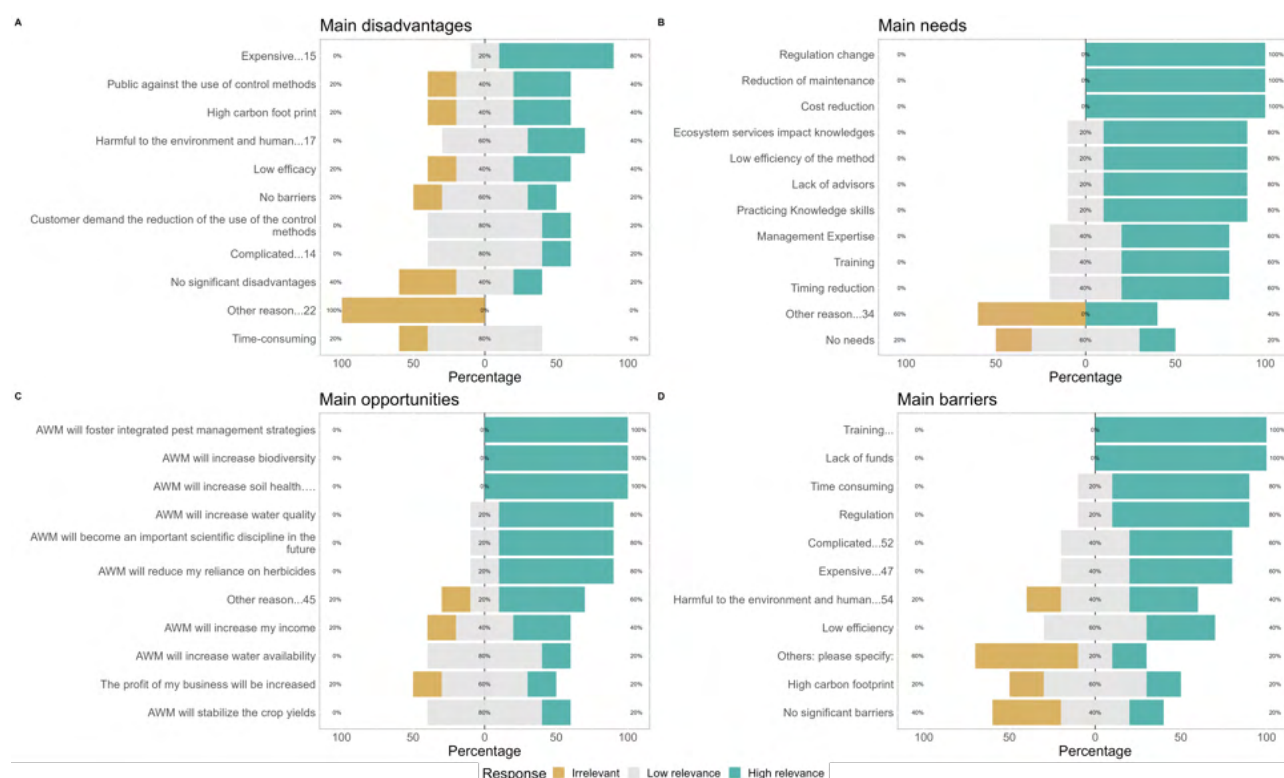 A
Main disadvantages
Expensive...15
0% 20% 80%
Public against the use of control methods
20% 40% 40%
High carbon foot print
20% 40% 40%
Harmful to the environment and human...17
0% 60% 40%
Low efficacy
20% 40% 40%
No barriers
20% 60% 20%
Customer demand the reduction of the use of the control
methods
0% 80% 20%
Complicated...14
0% 80% 20%
No significant disadvantages
40% 40% 20%
Other reason...22
100% 0% 0%
Time-consuming
20% 80% 0%
100 50 0 50 100
Percentage
B
Main needs
Regulation change
0% 0% 100%
Reduction of maintenance
0% 0% 100%
Cost reduction
0% 0% 100%
Ecosystem services impact knowledges
0% 20% 80%
Low efficiency of the method
0% 20% 80%
Lack of advisors
0% 20% 80%
Practicing Knowledge skills
0% 20% 80%
Management Expertise
0% 40% 60%
Training
0% 40% 60%
Timing reduction
0% 40% 60%
Other reason...34
60% 0% 40%
No needs
20% 60% 20%
100 50 0 50 100
Percentage
C
Main opportunities
AWM will foster integrated pest management strategies
0% 0% 100%
AWM will increase biodiversity
0% 0% 100%
AWM will increase soil health....
0% 0% 100%
AWM will increase water quality
0% 20% 80%
AWM will become an important scientific discipline in the
future
0% 20% 80%
AWM will reduce my reliance on herbicides
0% 20% 80%
Other reason...45
20% 20% 60%
AWM will increase my income
20% 40% 40%
AWM will increase water availability
0% 80% 20%
The profit of my business will be increased
20% 60% 20%
AWM will stabilize the crop yields
0% 80% 20%
100 50 0 50 100
Percentage
D
Main barriers
Training...
0% 0% 100%
Lack of funds
0% 0% 100%
Time consuming
0% 20% 80%
Regulation
0% 20% 80%
Complicated...52
0% 40% 60%
Expensive...47
0% 40% 60%
Harmful to the environment and human...54
20% 40% 40%
Low efficiency
0% 60% 40%
Others: please specify:
60% 20% 20%
High carbon footprint
20% 60% 20%
No significant barriers
40% 40% 20%
100 50 0 50 100
Percentage
Response Irrelevant Low relevance High relevance